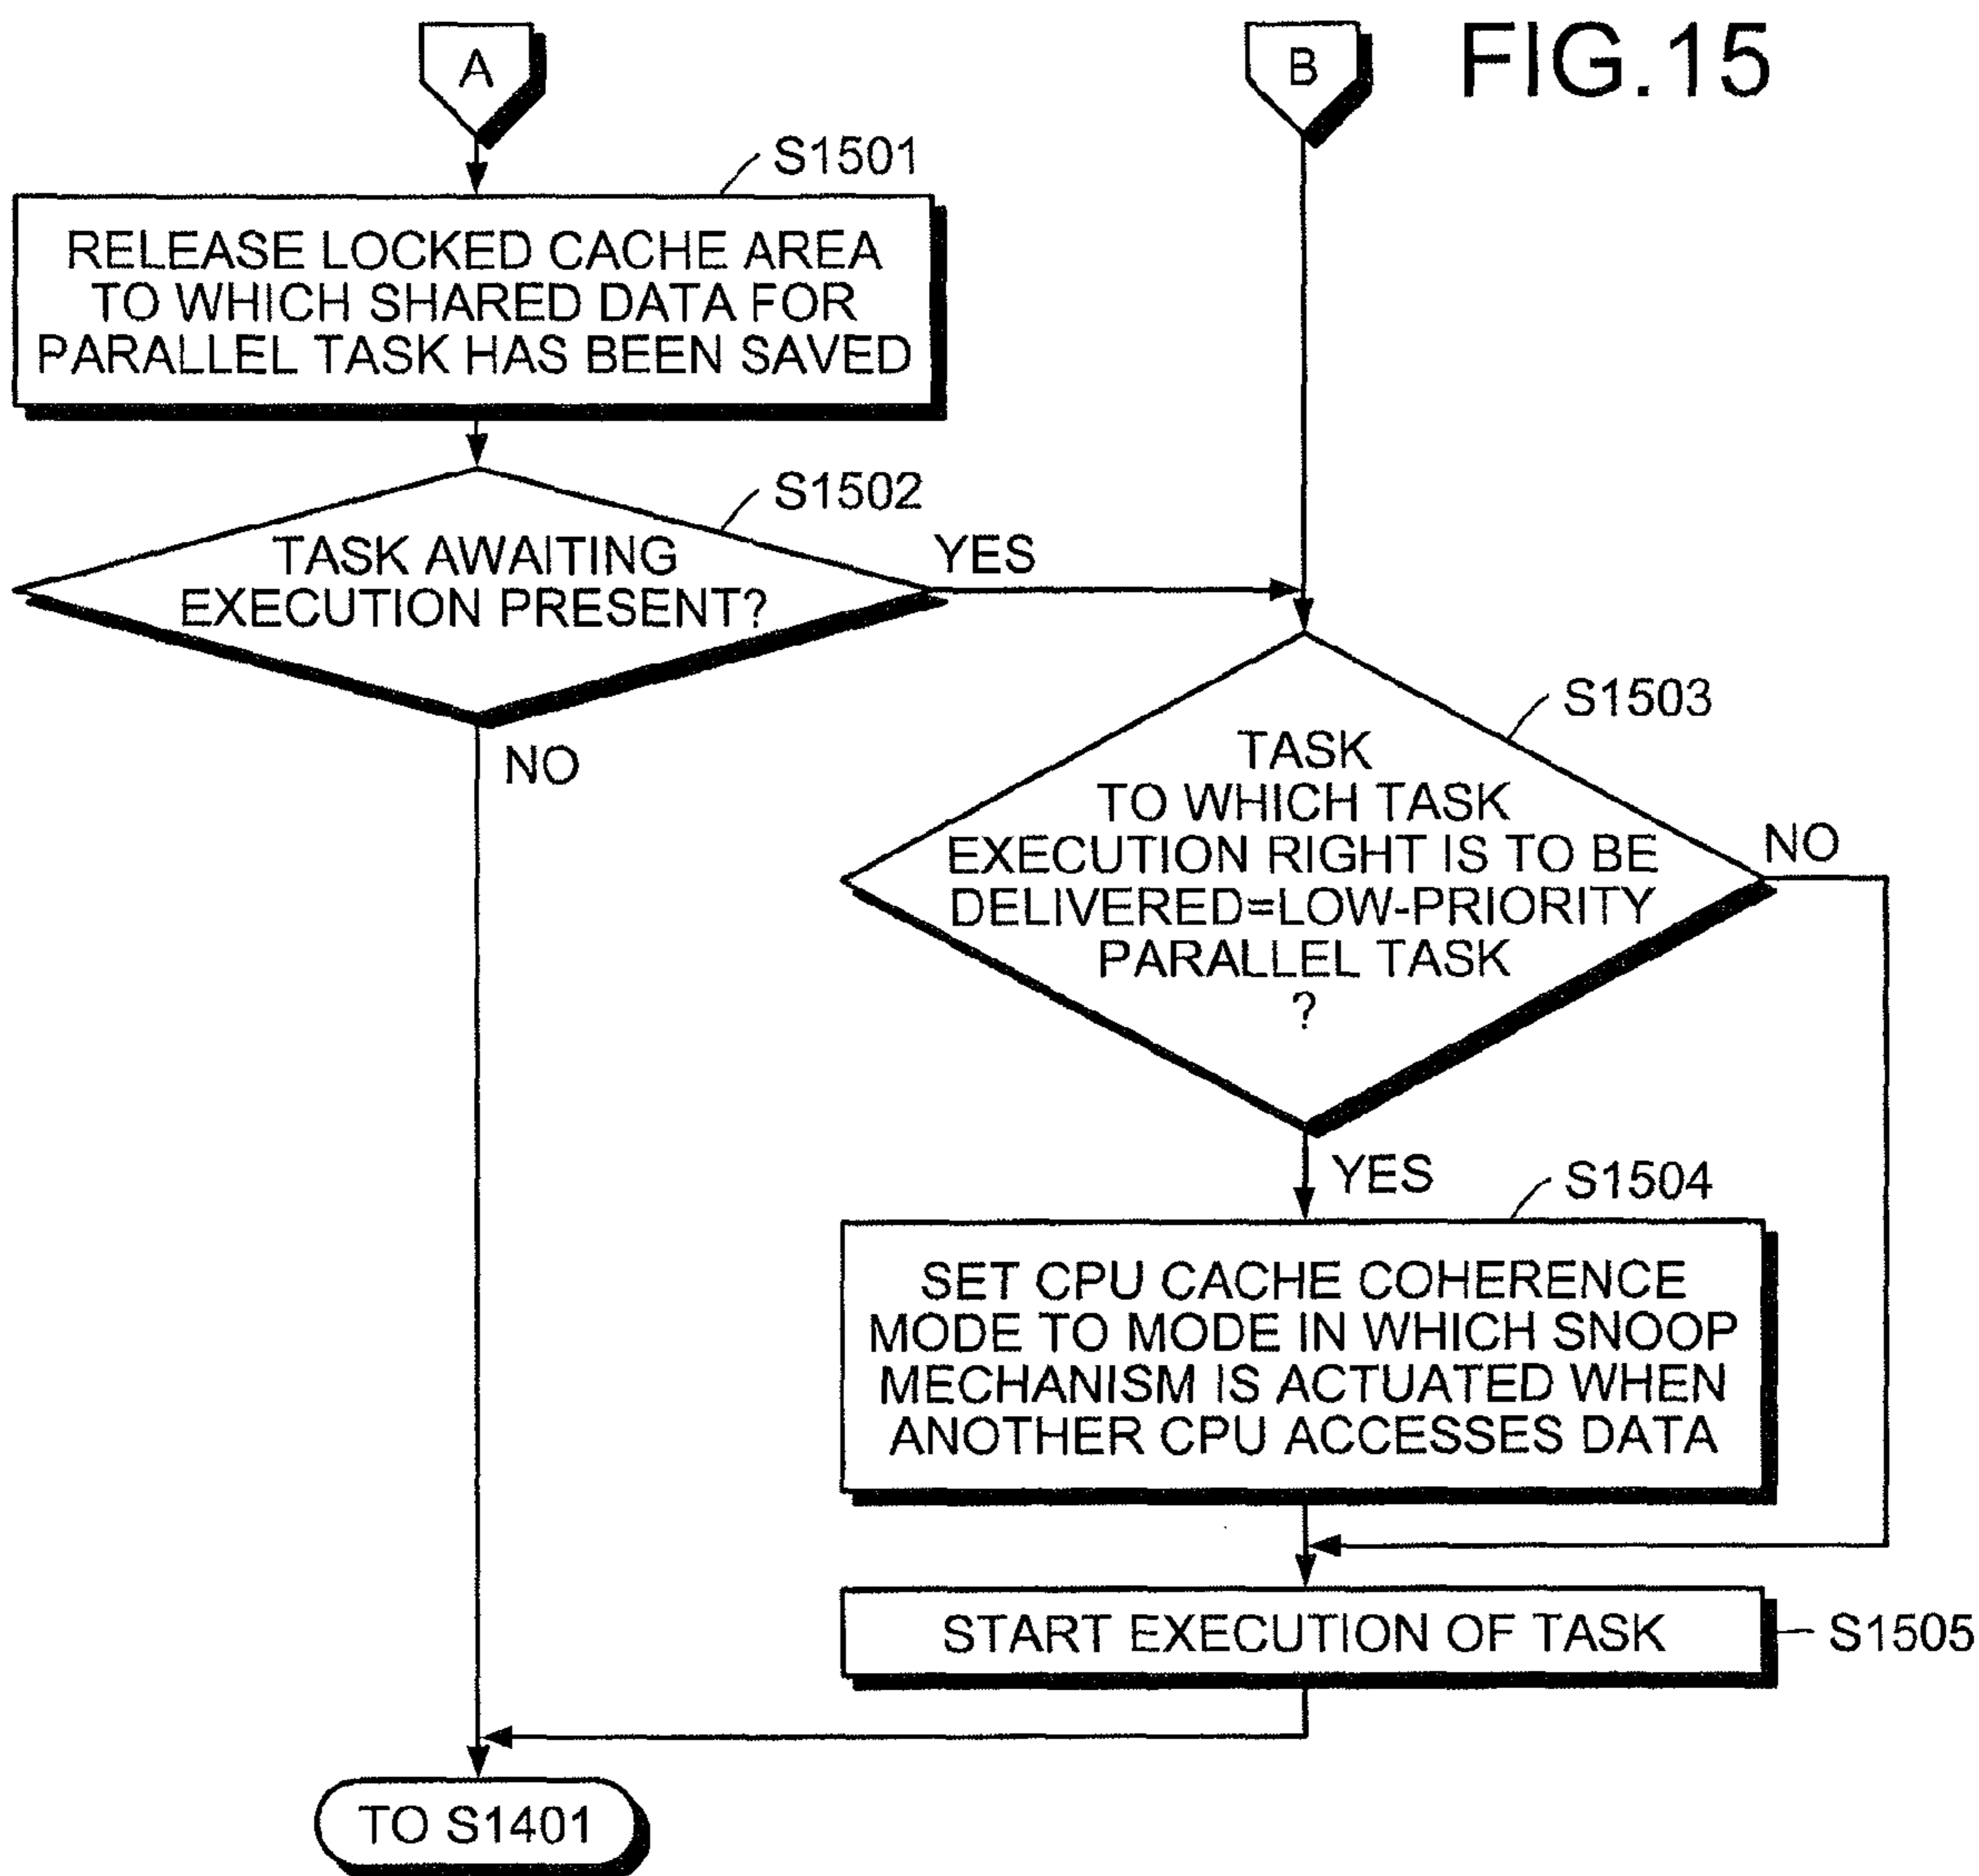 FIG.15
A
B
S1501
RELEASE LOCKED CACHE AREA
TO WHICH SHARED DATA FOR
PARALLEL TASK HAS BEEN SAVED
S1502
TASK AWAITING
EXECUTION PRESENT?
YES
NO
S1503
TASK
TO WHICH TASK
EXECUTION RIGHT IS TO BE
DELIVERED=LOW-PRIORITY
PARALLEL TASK
?
NO
YES
S1504
SET CPU CACHE COHERENCE
MODE TO MODE IN WHICH SNOOP
MECHANISM IS ACTUATED WHEN
ANOTHER CPU ACCESSES DATA
START EXECUTION OF TASK
S1505
TO S1401